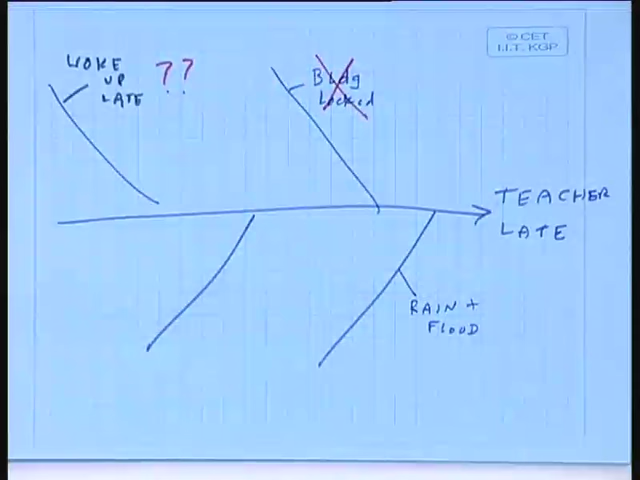 © CET
I.I.T. KGP
WOKE
UP
LATE
??
Bldg
Locked
TEACHER
LATE
RAIN +
FLOOD